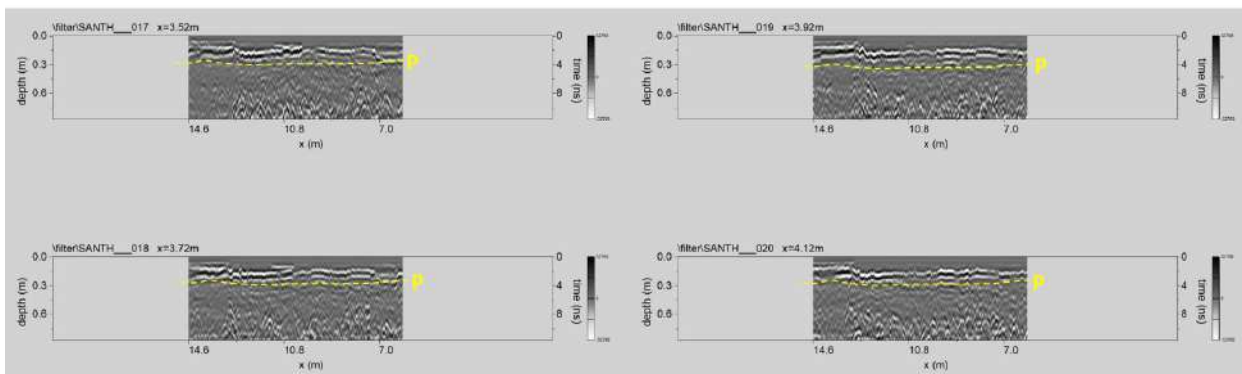 \filter\SANTH___017 x=3.52m
0.0
0.3
0.6
depth (m)
0
4
8
time (ns)
P
14.6 10.8 7.0
x (m)
\filter\SANTH___019 x=3.92m
0.0
0.3
0.6
depth (m)
0
4
8
time (ns)
P
14.6 10.8 7.0
x (m)
\filter\SANTH___018 x=3.72m
0.0
0.3
0.6
depth (m)
0
4
8
time (ns)
P
14.6 10.8 7.0
x (m)
\filter\SANTH___020 x=4.12m
0.0
0.3
0.6
depth (m)
0
4
8
time (ns)
P
14.6 10.8 7.0
x (m)